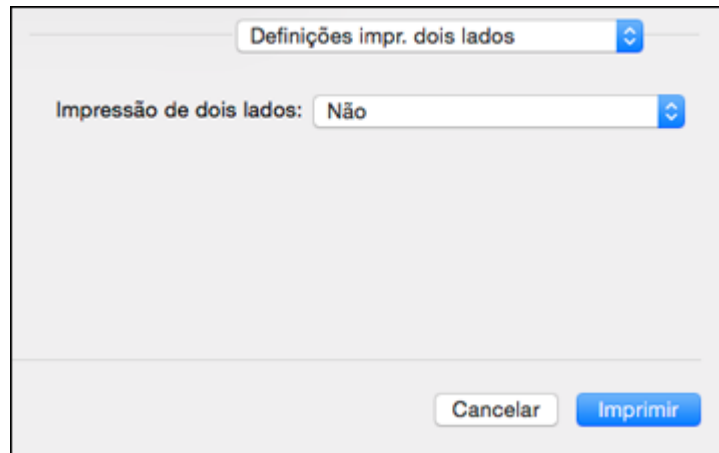 Definições impr. dois lados
Impressão de dois lados: Não
Cancelar Imprimir